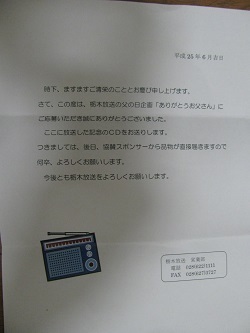 平成25年6月吉日
時下、ますますご清栄のこととお慶び申し上げます。
さて、この度は、栃木放送の父の日企画「ありがとうお父さん」に
ご応募いただき誠にありがとうございました。
ここに放送した記念のCDをお送りします。
つきましては、後日、協賛スポンサーから品物が直接届きますので
何卒、よろしくお願いします。
今後とも栃木放送をよろしくお願いします。
栃木放送
電話
FAX